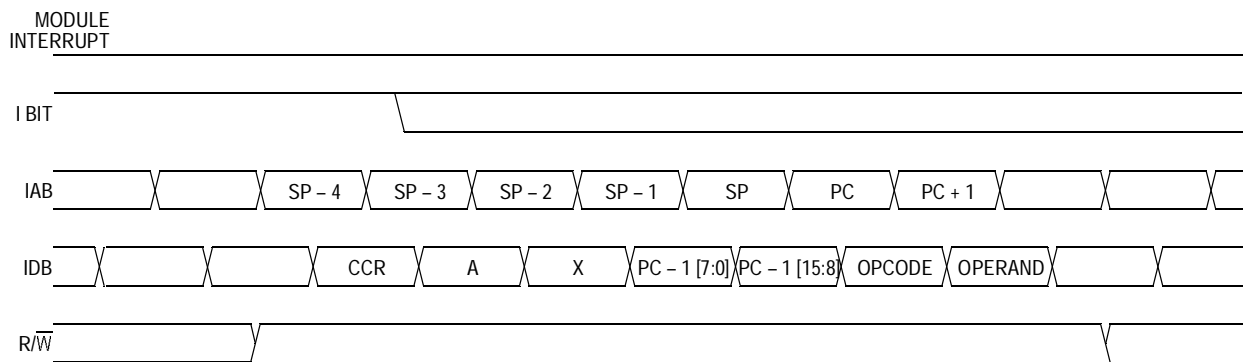 MODULE
INTERRUPT
I BIT
IAB SP – 4 SP – 3 SP – 2 SP – 1 SP PC PC + 1
IDB CCR A X PC – 1 [7:0] PC – 1 [15:8] OPCODE OPERAND
R/W̅